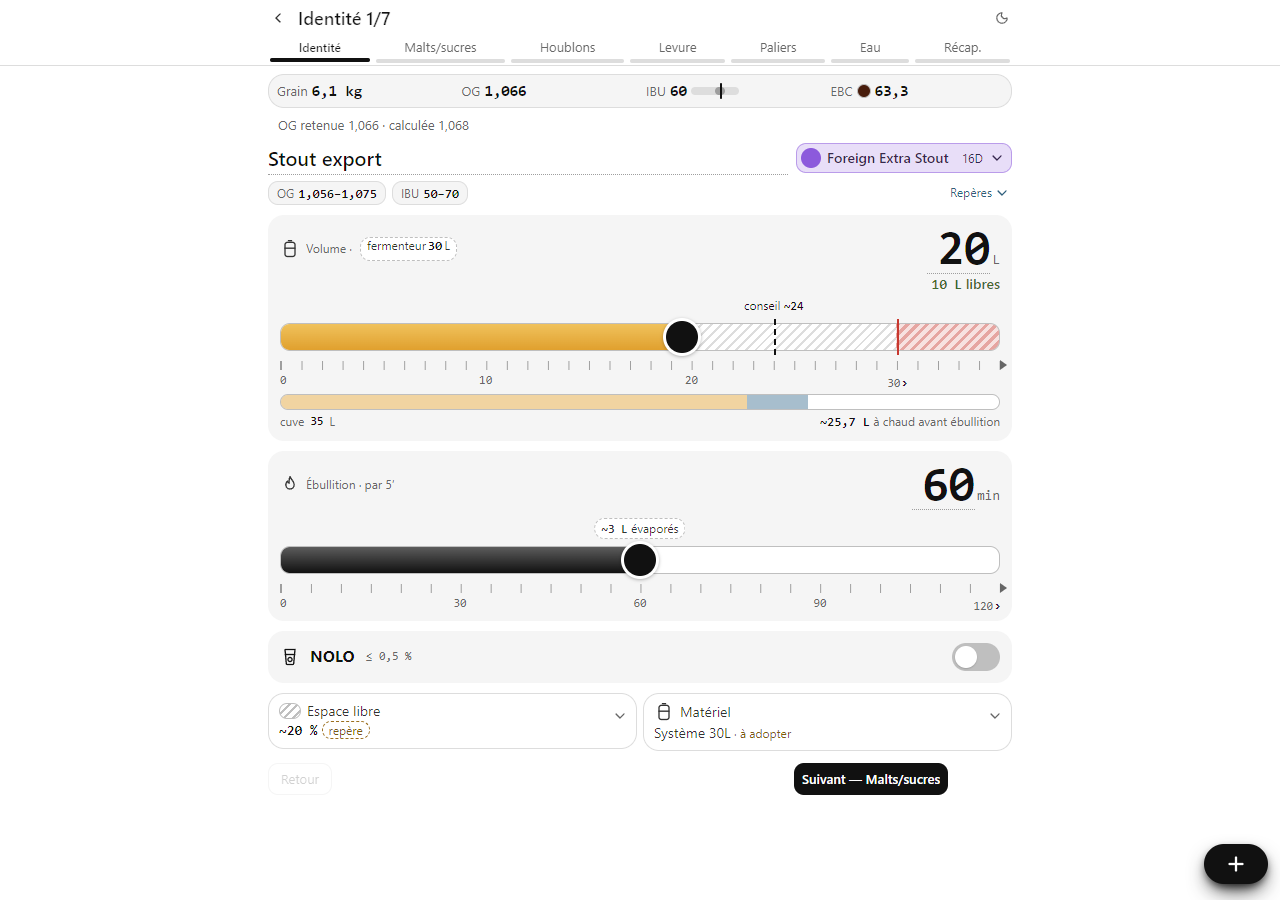 Identité 1/7
Identité Malts/sucres Houblons Levure Paliers Eau Récap.
Grain 6,1 kg OG 1,066 IBU 60 EBC 63,3
OG retenue 1,066 · calculée 1,068
Stout export Foreign Extra Stout 16D
OG 1,056–1,075 IBU 50–70 Repères
Volume · fermenteur 30 L 20 L
10 L libres
conseil ~24
0 10 20 30 ›
cuve 35 L ~25,7 L à chaud avant ébullition
Ébullition · par 5′ 60 min
~3 L évaporés
0 30 60 90 120 ›
NOLO ≤ 0,5 %
Espace libre
~20 % repère
Matériel
Système 30L · à adopter
Retour Suivant — Malts/sucres
+